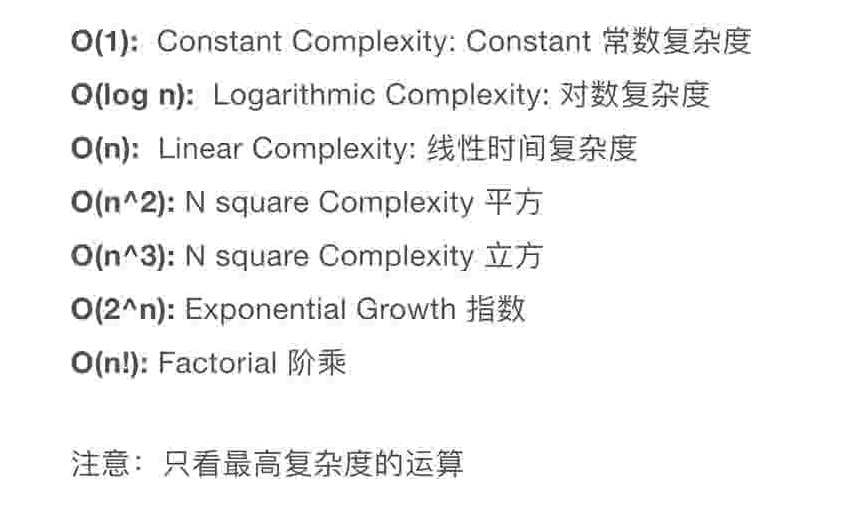 O(1): Constant Complexity: Constant 常数复杂度
O(log n): Logarithmic Complexity: 对数复杂度
O(n): Linear Complexity: 线性时间复杂度
O(n^2): N square Complexity 平方
O(n^3): N square Complexity 立方
O(2^n): Exponential Growth 指数
O(n!): Factorial 阶乘
注意：只看最高复杂度的运算